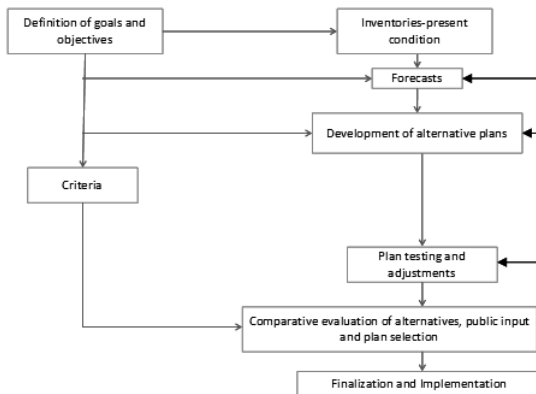 Definition of goals and
objectives
Inventories-present
condition
Forecasts
Development of alternative plans
Criteria
Plan testing and
adjustments
Comparative evaluation of alternatives, public input
and plan selection
Finalization and Implementation